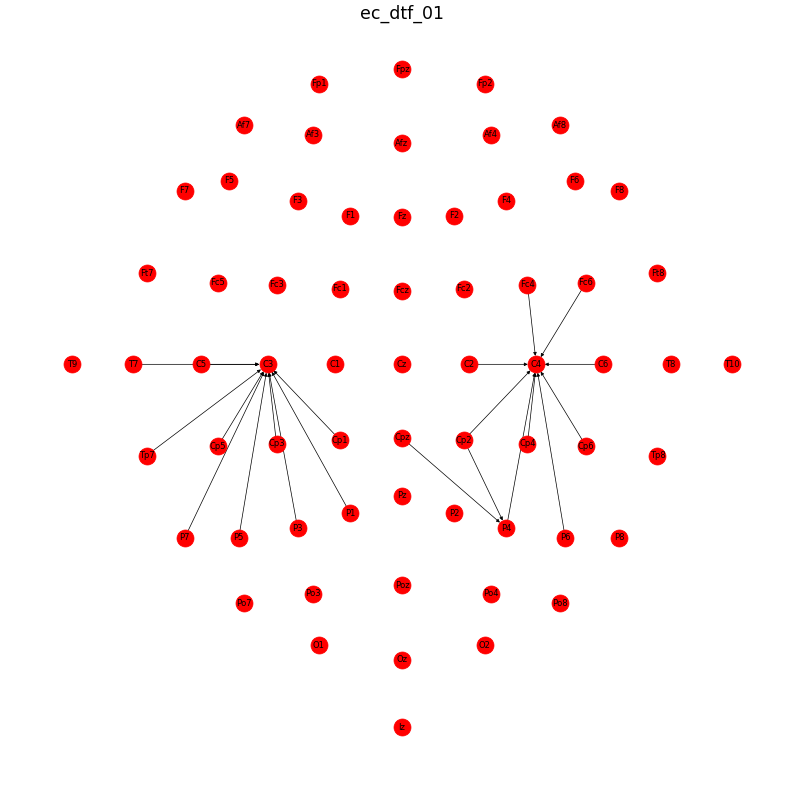 ec_dtf_01
Fpz
Fp1 Fp2
Af7 Af8
Af3 Af4
Afz
F5 F6
F7 F8
F3 F4
F1 Fz F2
Ft7 Ft8
Fc5 Fc3 Fc1 Fcz Fc2 Fc4 Fc6
T9 T7 C5 C3 C1 Cz C2 C4 C6 T8 T10
Cp5 Cp3 Cp1 Cpz Cp2 Cp4 Cp6
Tp7 Tp8
Pz
P1 P2
P3 P4
P7 P5 P6 P8
Poz
Po3 Po4
Po7 Po8
O1 O2
Oz
Iz